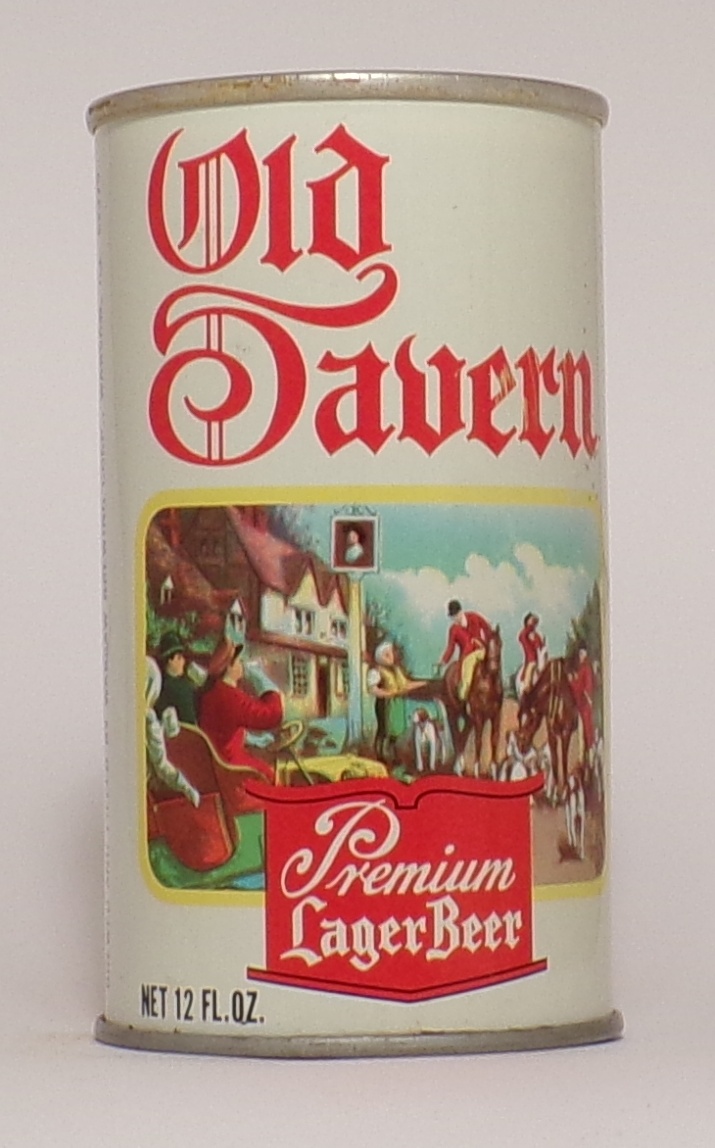 Old
Tavern
Premium
Lager Beer
NET 12 FL. OZ.